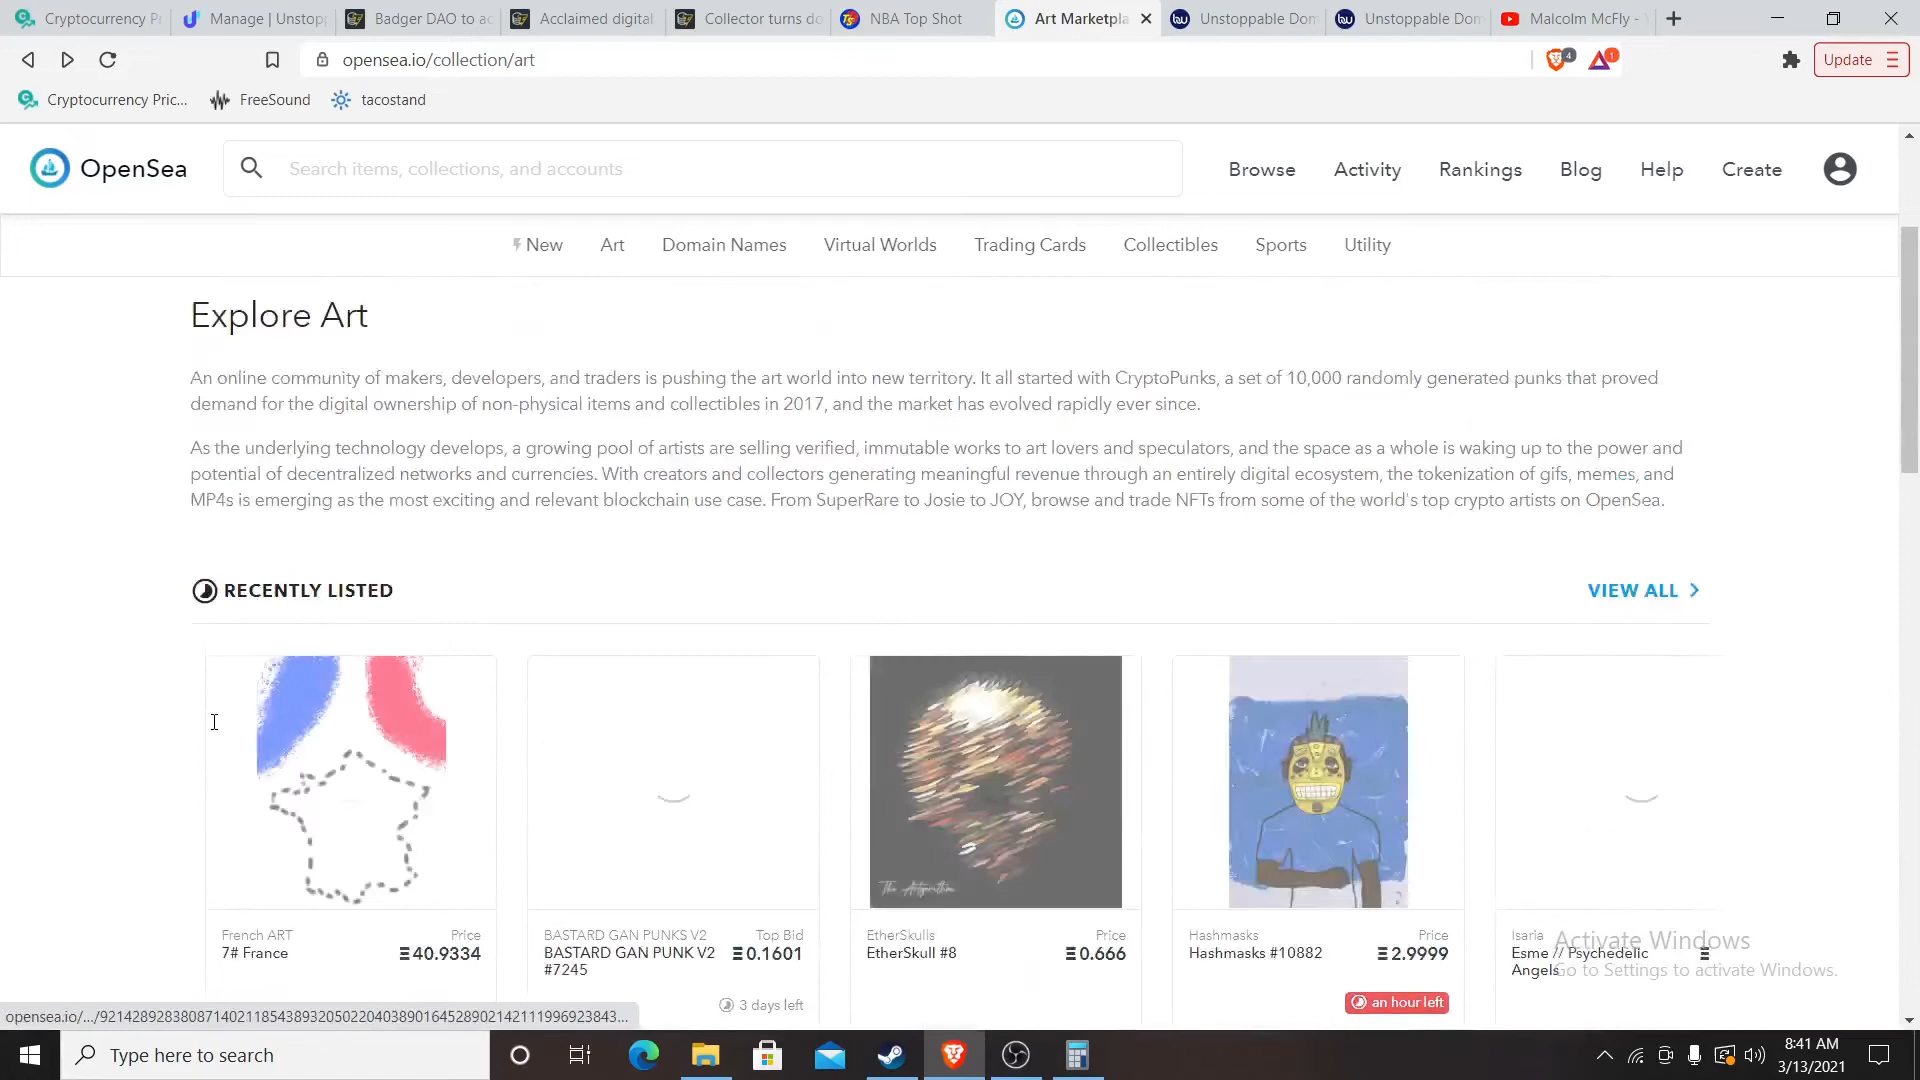 Cryptocurrency Pr
Manage | Unstopp
Badger DAO to ac
Acclaimed digital
Collector turns do
NBA Top Shot
Art Marketpla
Unstoppable Dom
Unstoppable Dom
Malcolm McFly -
opensea.io/collection/art
4
1
Update
Cryptocurrency Pric...
FreeSound
tacostand
OpenSea
Search items, collections, and accounts
Browse
Activity
Rankings
Blog
Help
Create
New
Art
Domain Names
Virtual Worlds
Trading Cards
Collectibles
Sports
Utility
Explore Art
An online community of makers, developers, and traders is pushing the art world into new territory. It all started with CryptoPunks, a set of 10,000 randomly generated punks that proved
demand for the digital ownership of non-physical items and collectibles in 2017, and the market has evolved rapidly ever since.
As the underlying technology develops, a growing pool of artists are selling verified, immutable works to art lovers and speculators, and the space as a whole is waking up to the power and
potential of decentralized networks and currencies. With creators and collectors generating meaningful revenue through an entirely digital ecosystem, the tokenization of gifs, memes, and
MP4s is emerging as the most exciting and relevant blockchain use case. From SuperRare to Josie to JOY, browse and trade NFTs from some of the world's top crypto artists on OpenSea.
RECENTLY LISTED
VIEW ALL
The Artgorithm
French ART
Price
7# France
40.9334
BASTARD GAN PUNKS V2
Top Bid
BASTARD GAN PUNK V2
#7245
0.1601
3 days left
EtherSkulls
Price
EtherSkull #8
0.666
Hashmasks
Price
Hashmasks #10882
2.9999
an hour left
Isaria
Esme // Psychedelic
Angels
Activate Windows
Go to Settings to activate Windows.
opensea.io/.../92142892838087140211854389320502204038901645289021421119969238​43...
Type here to search
8:41 AM
3/13/2021